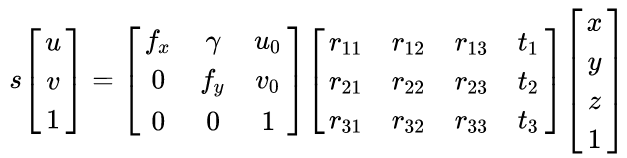 s [u v 1] = [f_x γ u_0 0 f_y v_0 0 0 1] [r_11 r_12 r_13 t_1 r_21 r_22 r_23 t_2 r_31 r_32 r_33 t_3] [x y z 1]